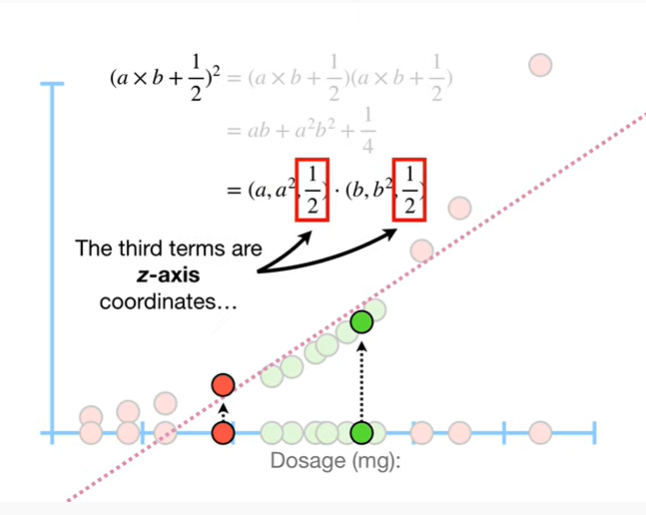 (a × b + 1/2)² = (a × b + 1/2)(a × b + 1/2)
= ab + a²b² + 1/4
= (a, a², 1/2) · (b, b², 1/2)
The third terms are
z-axis
coordinates…
Dosage (mg):